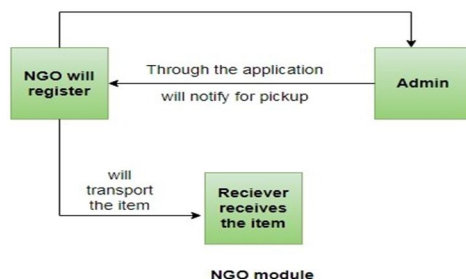 NGO will
register
Through the application
will notify for pickup
Admin
will
transport
the item
Reciever
receives
the item
NGO module